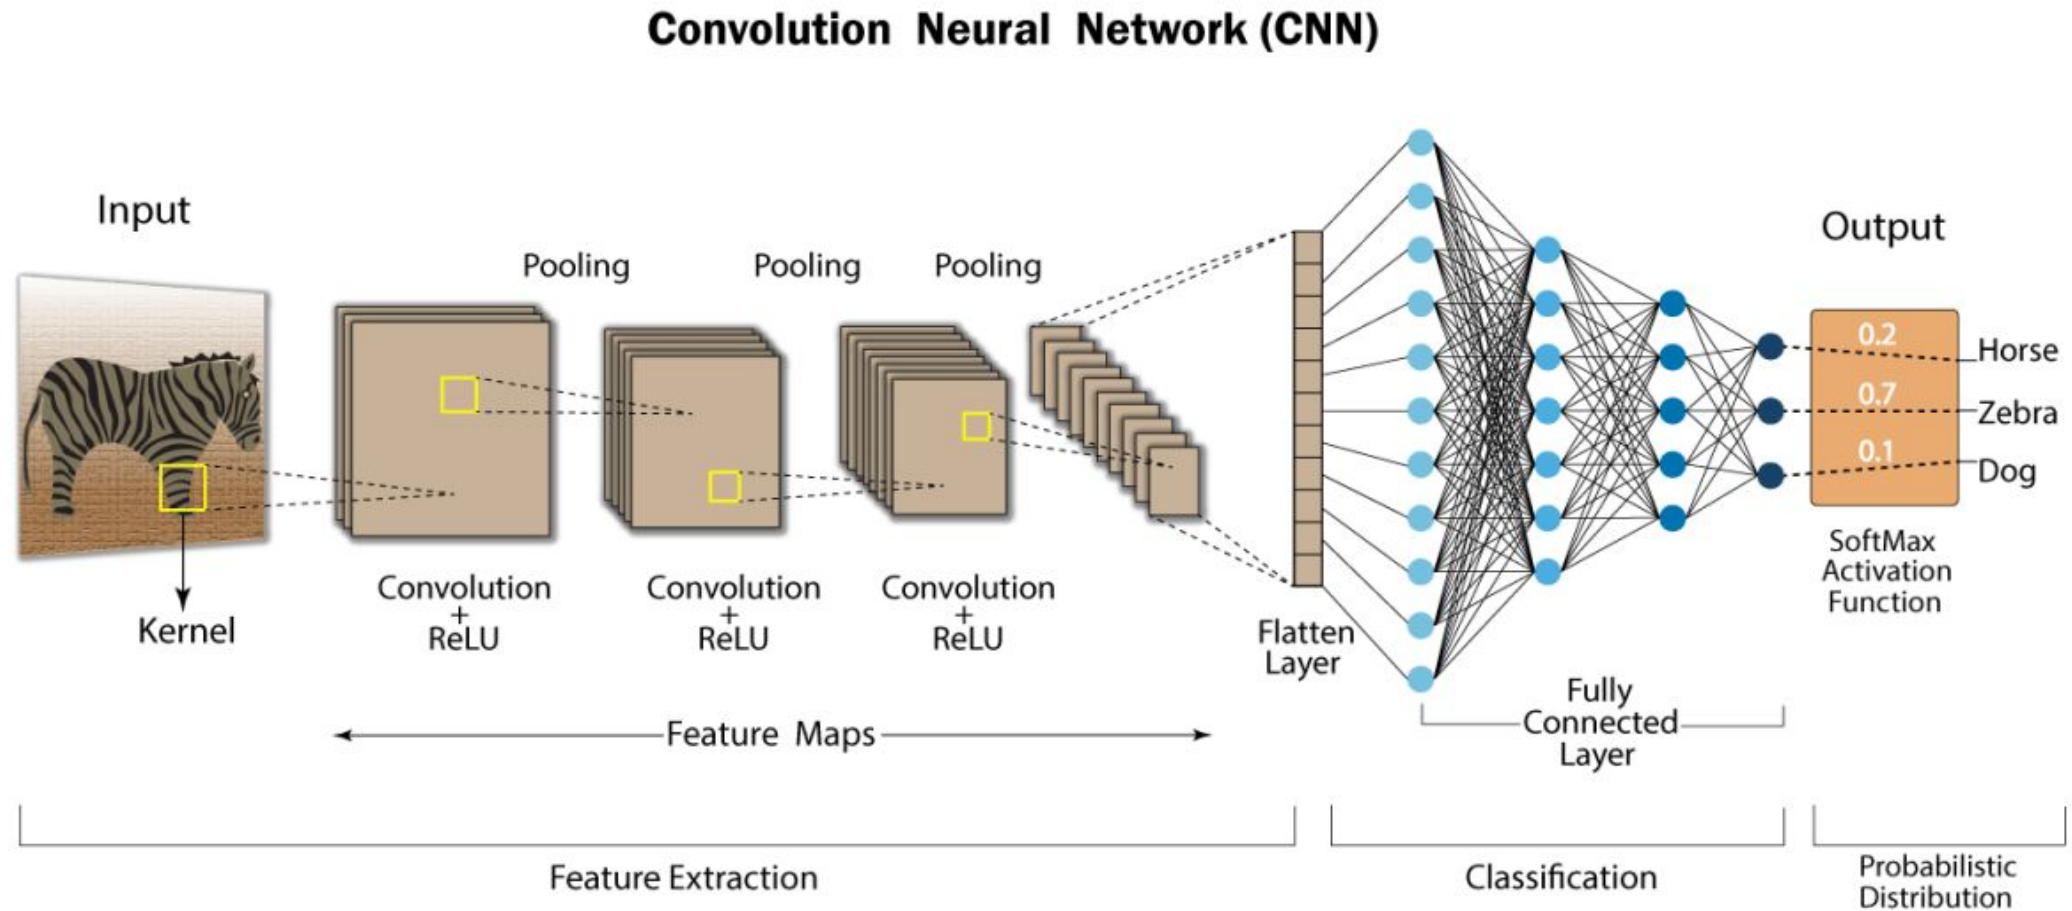 Convolution Neural Network (CNN)
Input
Pooling
Pooling
Pooling
Output
0.2
Horse
0.7
Zebra
0.1
Dog
Kernel
Convolution
+
ReLU
Convolution
+
ReLU
Convolution
+
ReLU
Flatten
Layer
SoftMax
Activation
Function
Feature Maps
Fully
Connected
Layer
Feature Extraction
Classification
Probabilistic
Distribution